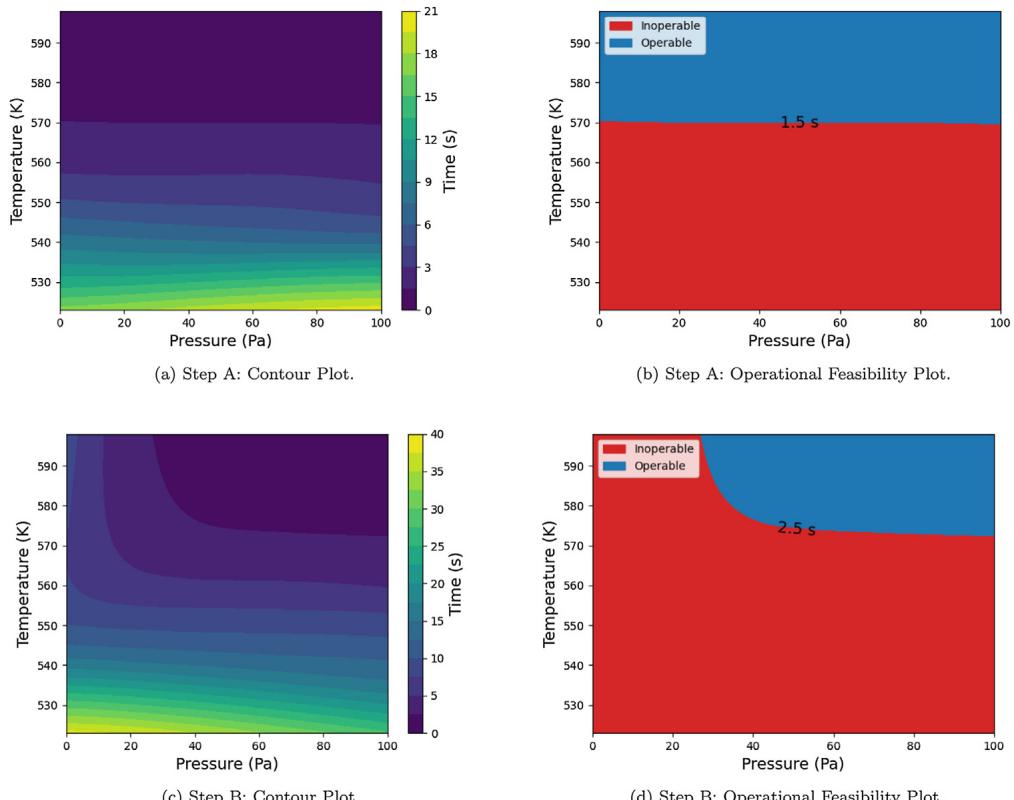 590
580
570
560
550
540
530
Temperature (K)
0 20 40 60 80 100
Pressure (Pa)
21
18
15
12
9
6
3
0
Time (s)
(a) Step A: Contour Plot.
Inoperable
Operable
1.5 s
590
580
570
560
550
540
530
Temperature (K)
0 20 40 60 80 100
Pressure (Pa)
(b) Step A: Operational Feasibility Plot.
590
580
570
560
550
540
530
Temperature (K)
0 20 40 60 80 100
Pressure (Pa)
40
35
30
25
20
15
10
5
0
Time (s)
(c) Step B: Contour Plot
Inoperable
Operable
2.5 s
590
580
570
560
550
540
530
Temperature (K)
0 20 40 60 80 100
Pressure (Pa)
(d) Step B: Operational Feasibility Plot